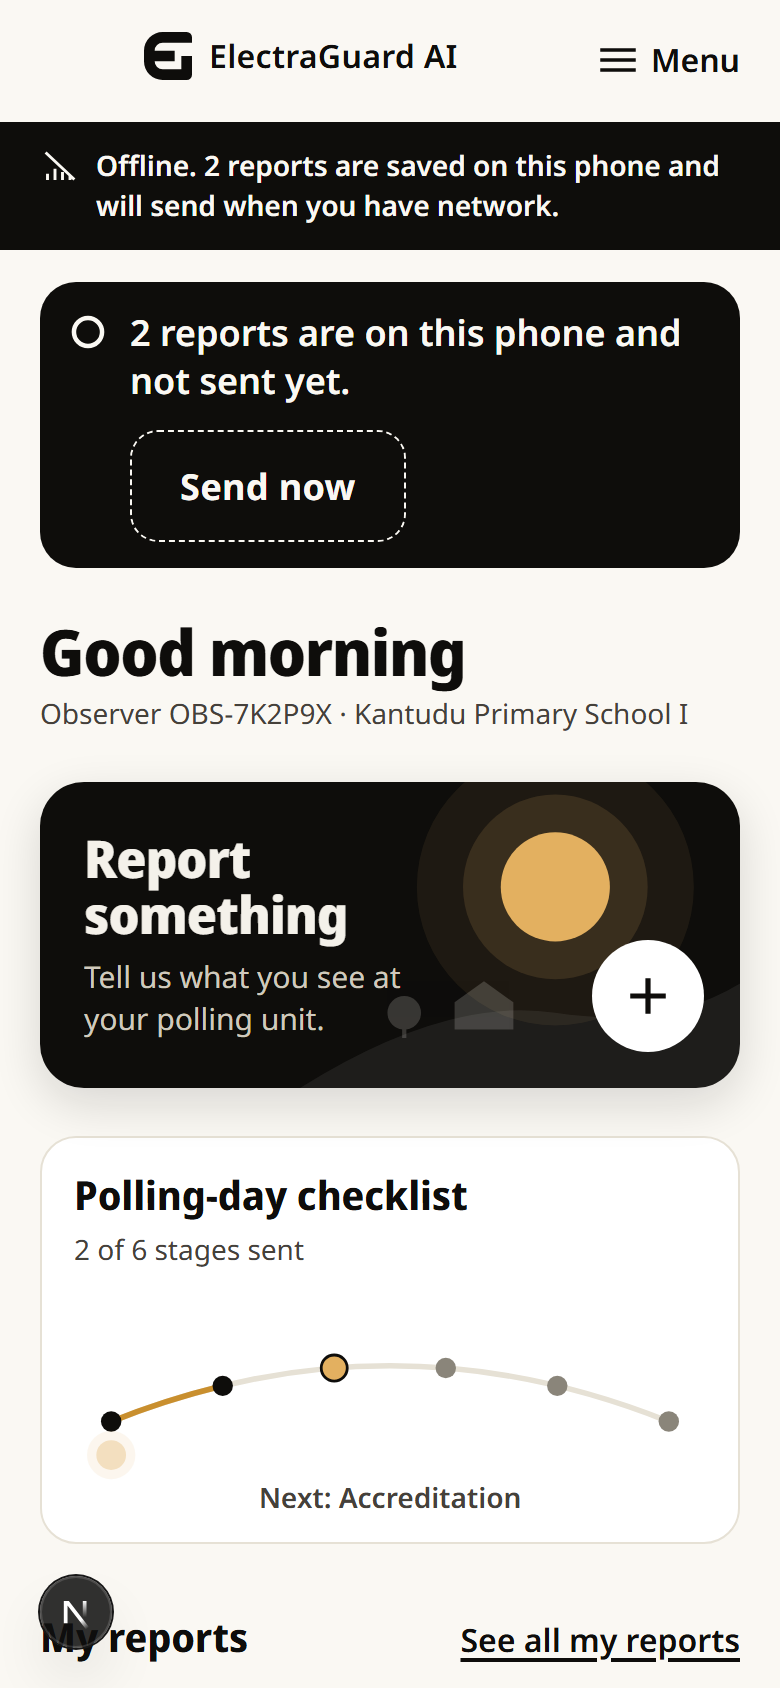 ElectraGuard AI
Menu
Offline. 2 reports are saved on this phone and
will send when you have network.
2 reports are on this phone and
not sent yet.
Send now
Good morning
Observer OBS-7K2P9X · Kantudu Primary School I
Report
something
Tell us what you see at
your polling unit.
Polling-day checklist
2 of 6 stages sent
Next: Accreditation
N
My reports
See all my reports